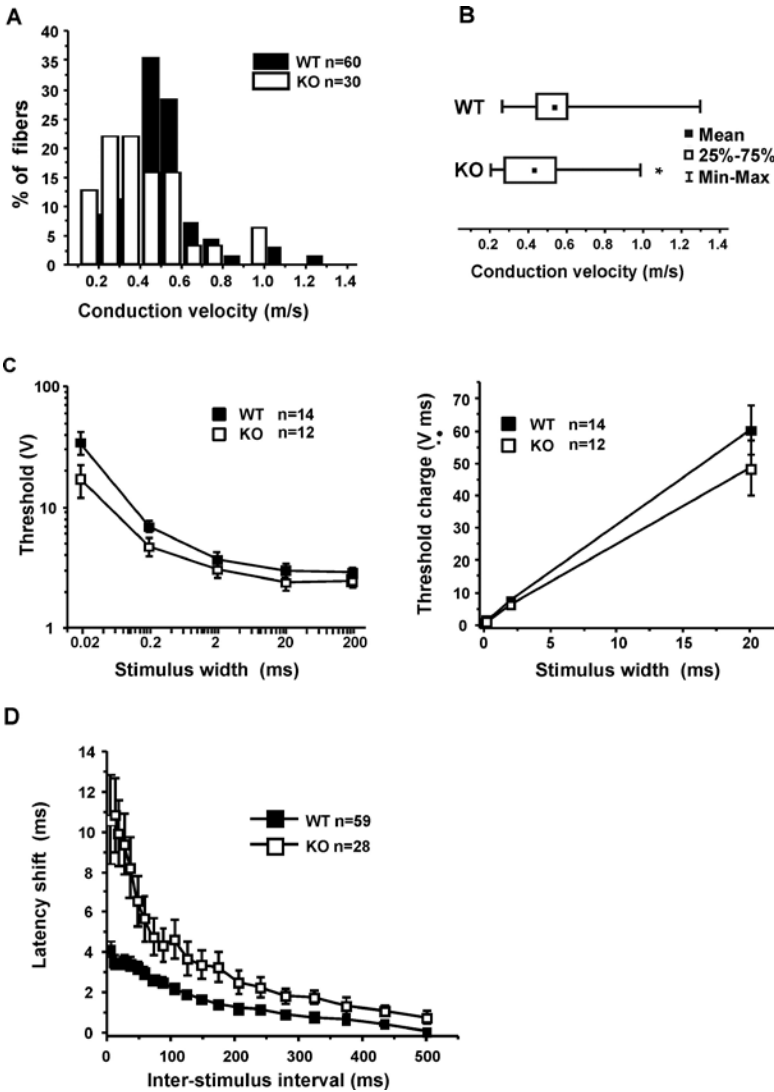 A
40
35
30
25
20
15
10
5
0
% of fibers
WT n=60
KO n=30
0.2 0.4 0.6 0.8 1.0 1.2 1.4
Conduction velocity (m/s)
B
WT
KO
*
Mean
25%-75%
Min-Max
0.2 0.4 0.6 0.8 1.0 1.2 1.4
Conduction velocity (m/s)
C
100
10
1
Threshold (V)
WT n=14
KO n=12
0.02 0.2 2 20 200
Stimulus width (ms)
70
60
50
40
30
20
10
0
Threshold charge (V ms)
WT n=14
KO n=12
0 5 10 15 20
Stimulus width (ms)
D
14
12
10
8
6
4
2
0
Latency shift (ms)
WT n=59
KO n=28
0 100 200 300 400 500
Inter-stimulus interval (ms)